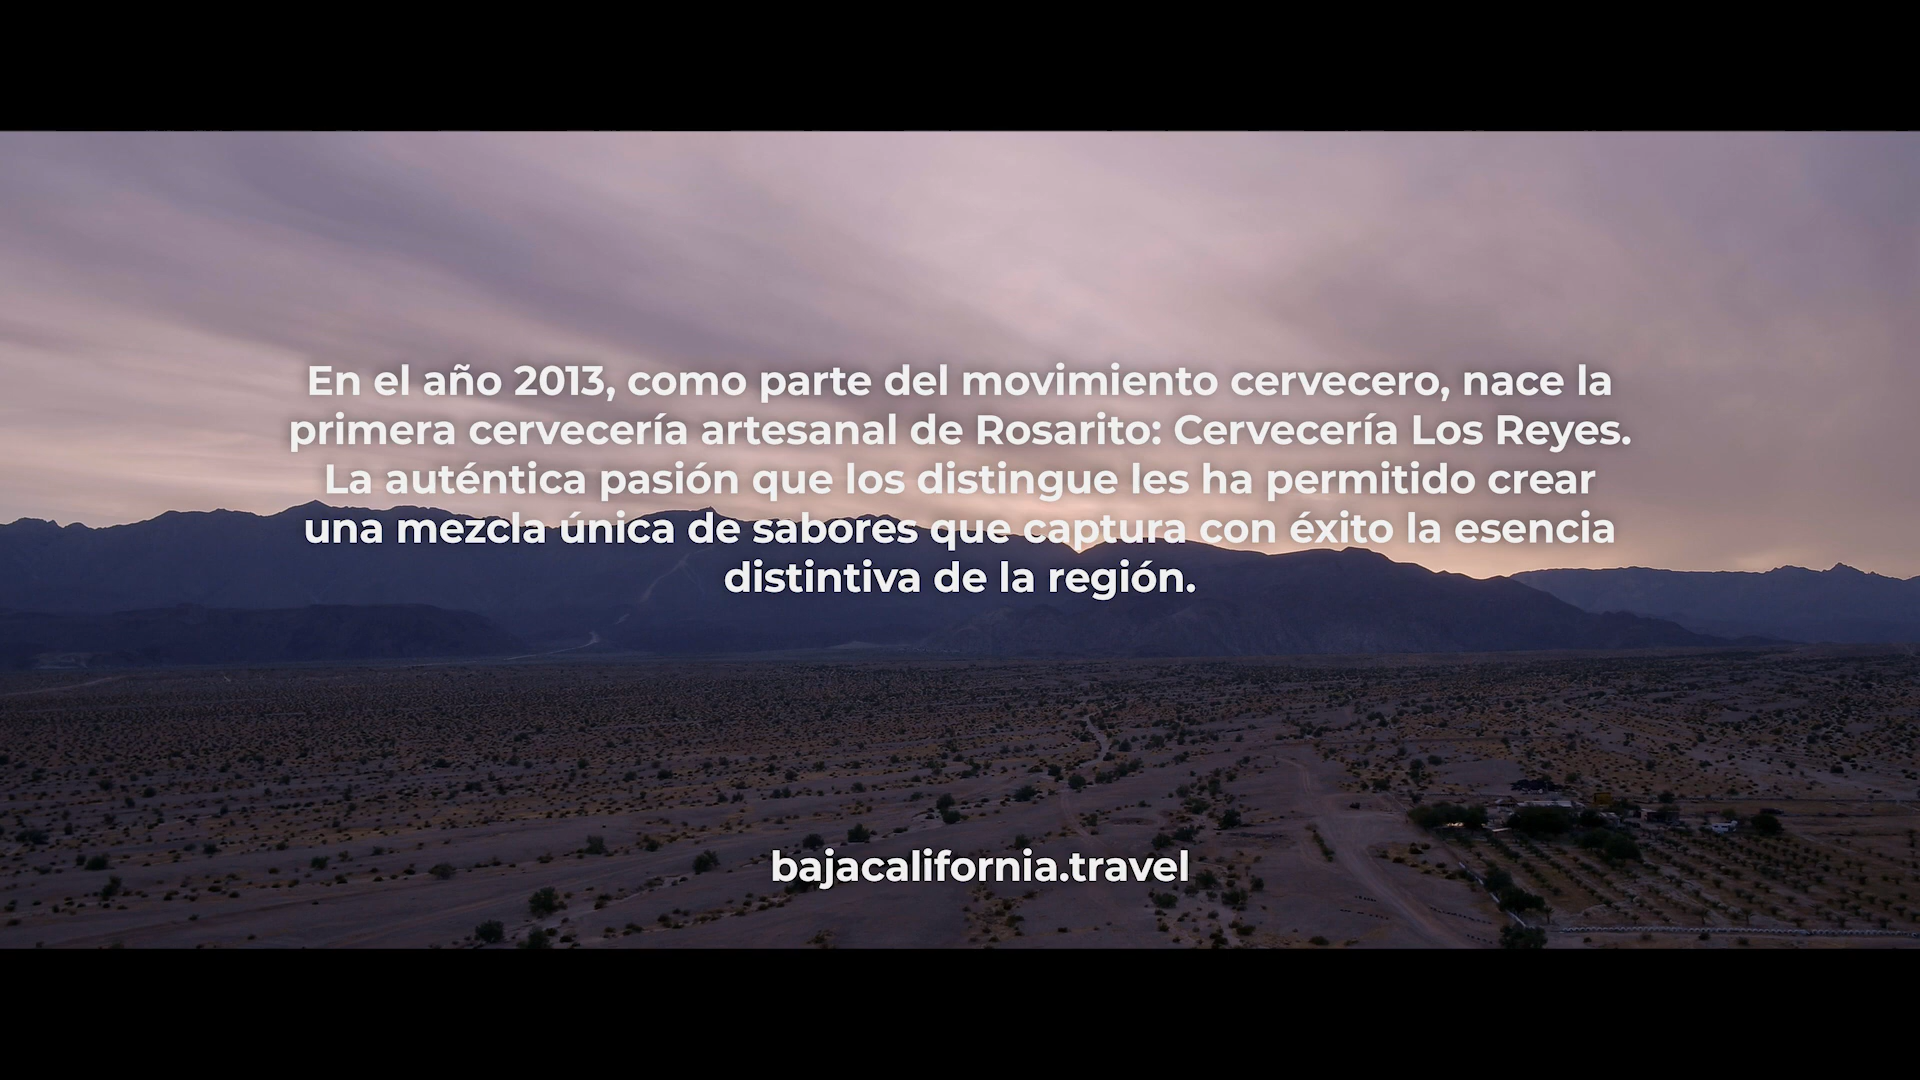 En el año 2013, como parte del movimiento cervecero, nace la
primera cervecería artesanal de Rosarito: Cervecería Los Reyes.
La auténtica pasión que los distingue les ha permitido crear
una mezcla única de sabores que captura con éxito la esencia
distintiva de la región.
bajacalifornia.travel